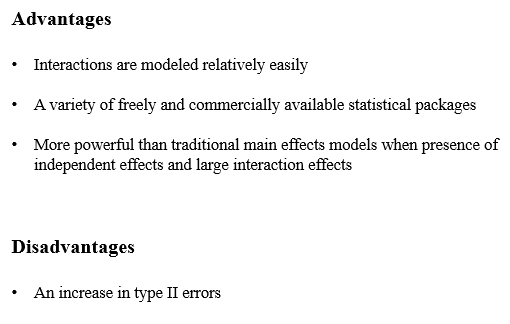 Advantages
• Interactions are modeled relatively easily
• A variety of freely and commercially available statistical packages
• More powerful than traditional main effects models when presence of
independent effects and large interaction effects
Disadvantages
• An increase in type II errors